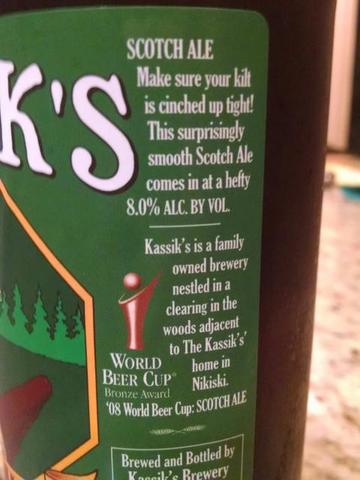 K'S
SCOTCH ALE
Make sure your kilt
is cinched up tight!
This surprisingly
smooth Scotch Ale
comes in at a hefty
8.0% ALC. BY VOL.
Kassik's is a family
owned brewery
nestled in a
clearing in the
woods adjacent
to The Kassik's'
home in
Nikiski.
WORLD
BEER CUP®
Bronze Award
'08 World Beer Cup: SCOTCH ALE
Brewed and Bottled by
Kassik's Brewery